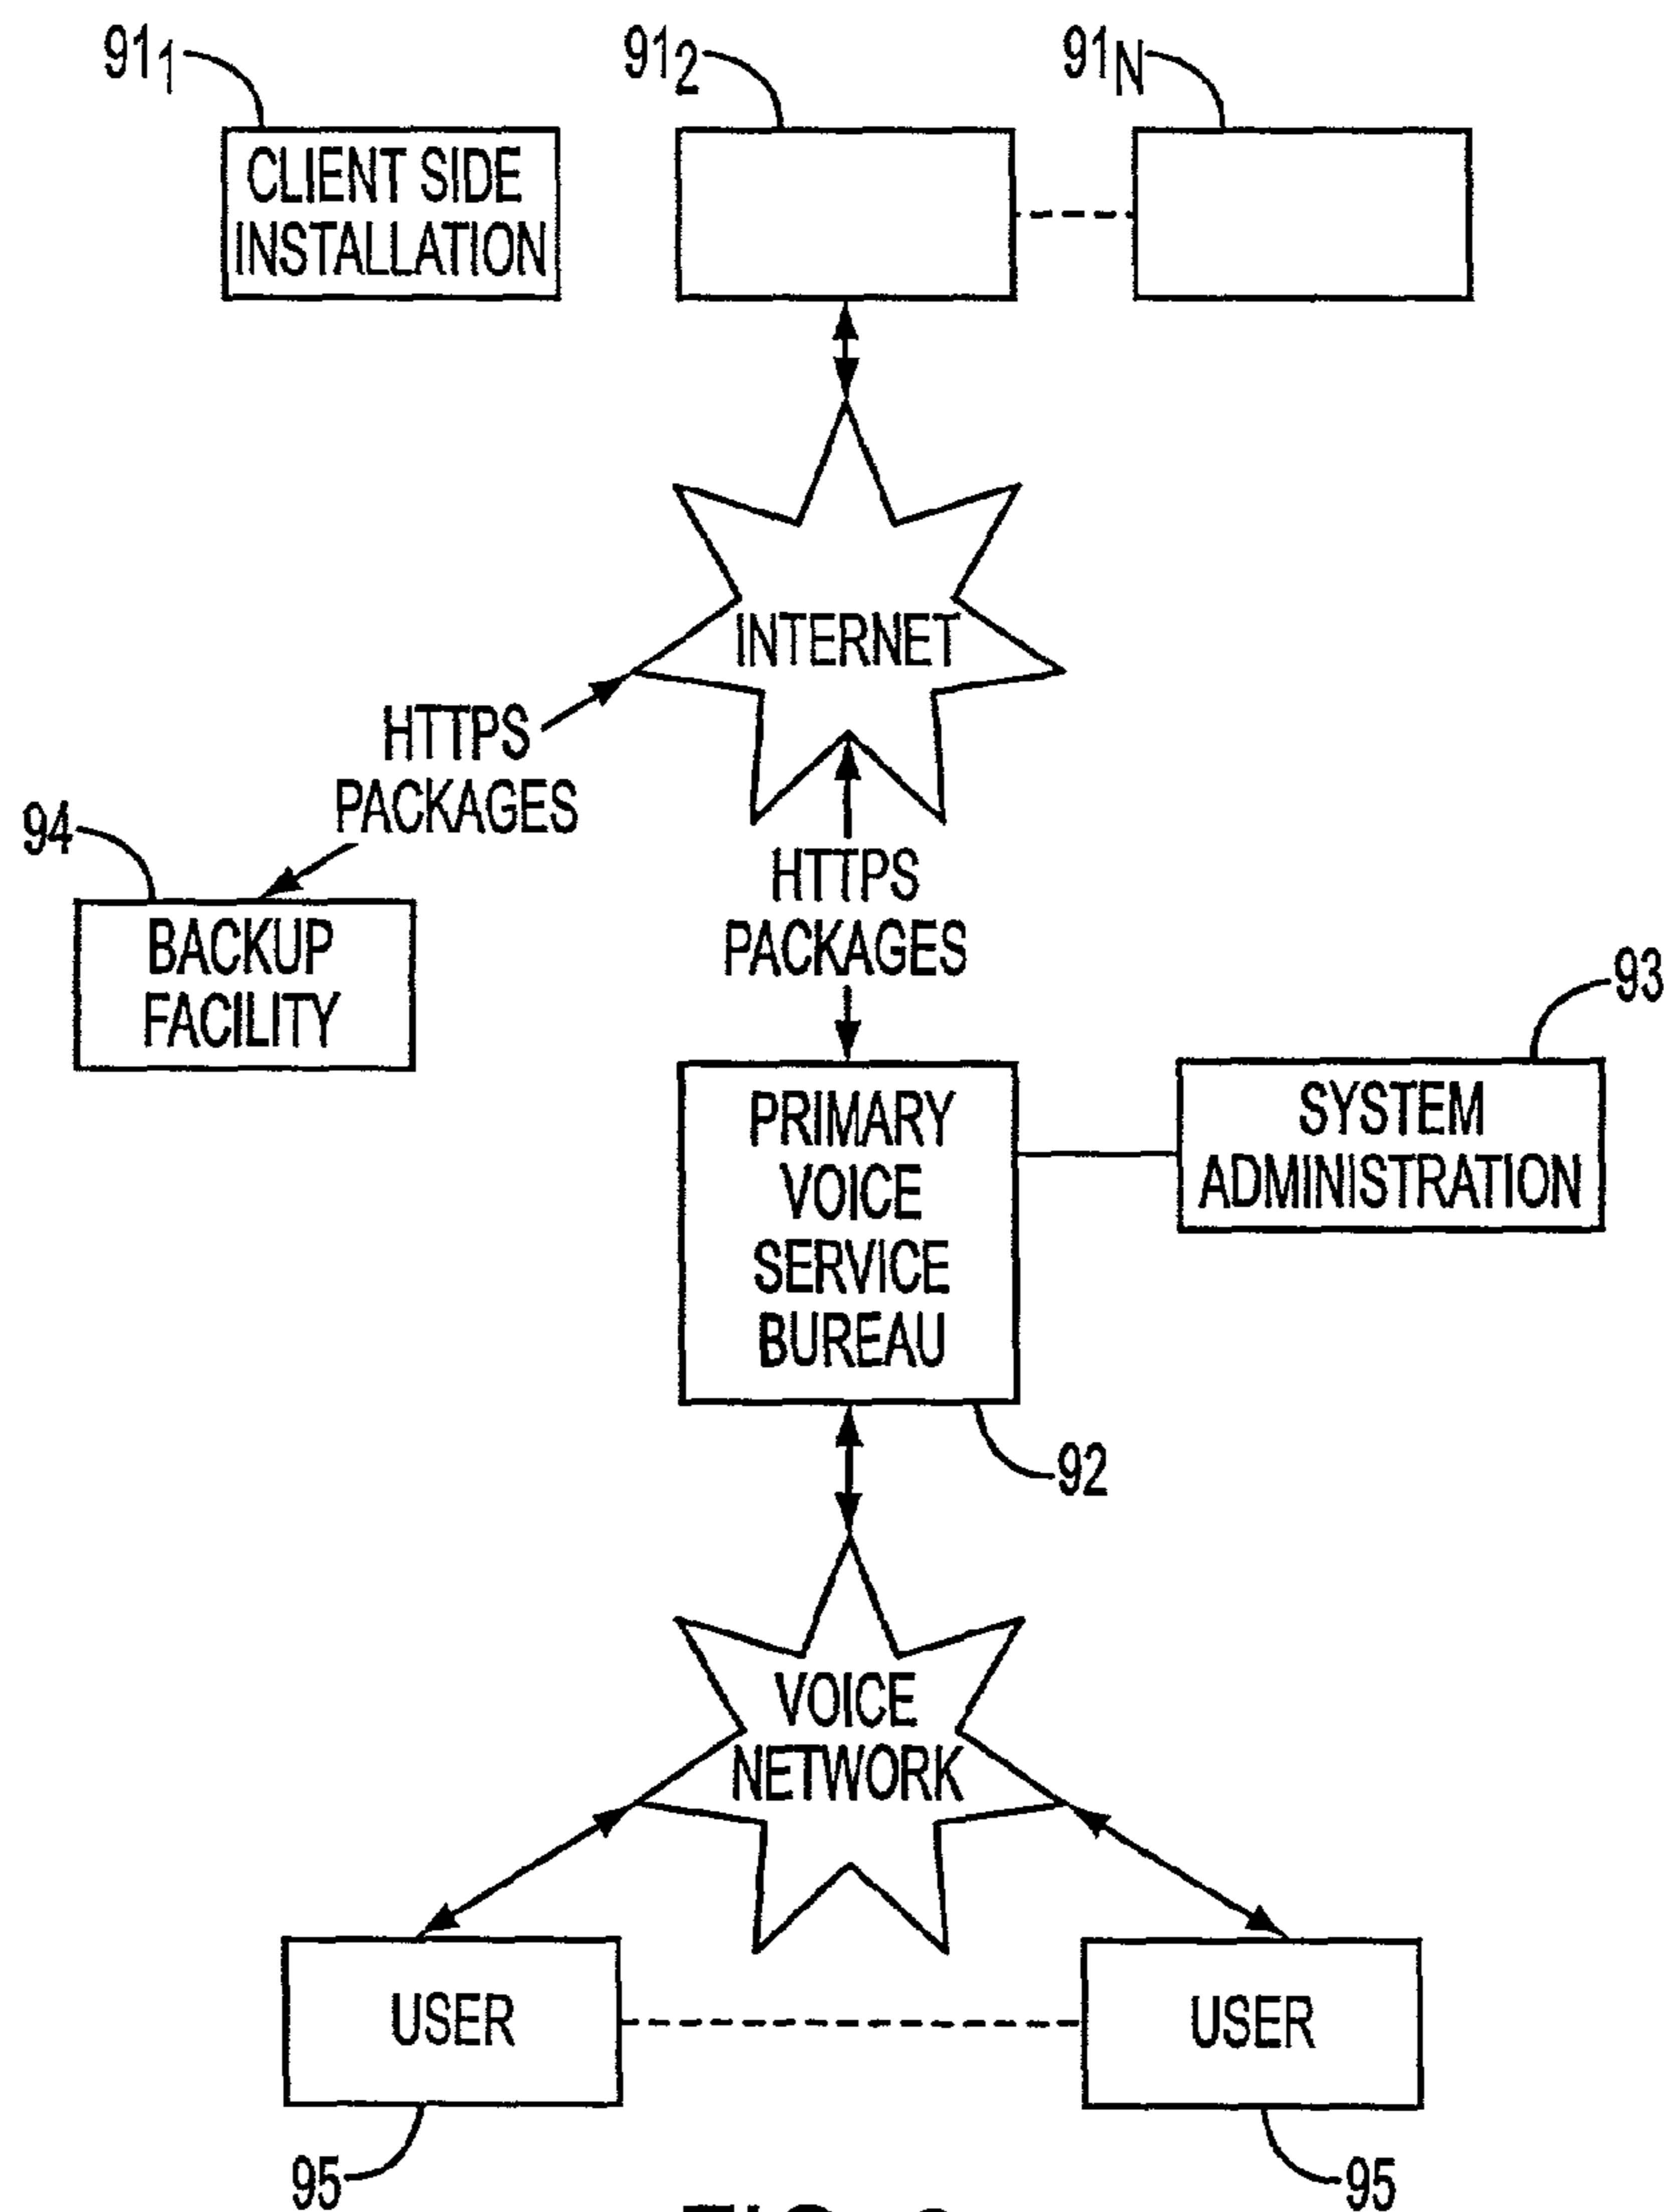 91₁
91₂
91N
CLIENT SIDE
INSTALLATION
INTERNET
HTTPS
PACKAGES
94
BACKUP
FACILITY
HTTPS
PACKAGES
93
SYSTEM
ADMINISTRATION
PRIMARY
VOICE
SERVICE
BUREAU
92
VOICE
NETWORK
USER
USER
95
95